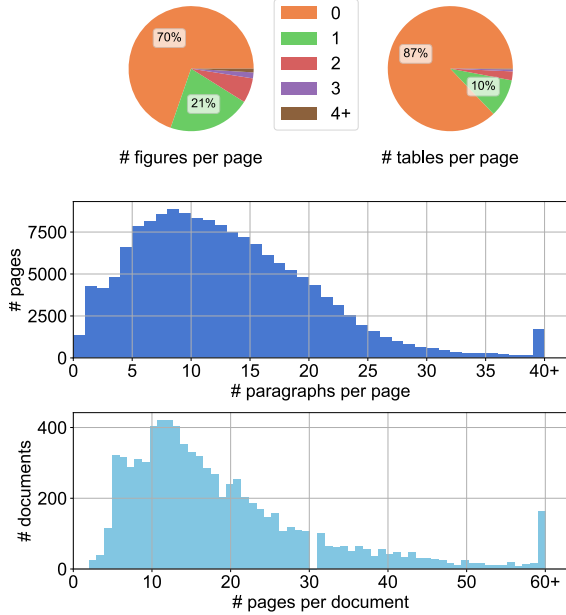 70%
21%
0
1
2
3
4+
87%
10%
# figures per page
# tables per page
# pages
7500
5000
2500
0
0 5 10 15 20 25 30 35 40+
# paragraphs per page
# documents
400
200
0
0 10 20 30 40 50 60+
# pages per document